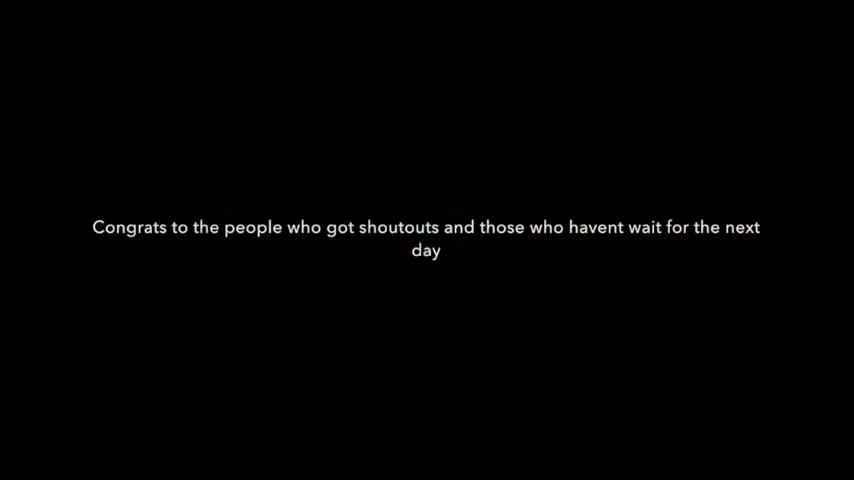 Congrats to the people who got shoutouts and those who havent wait for the next
day